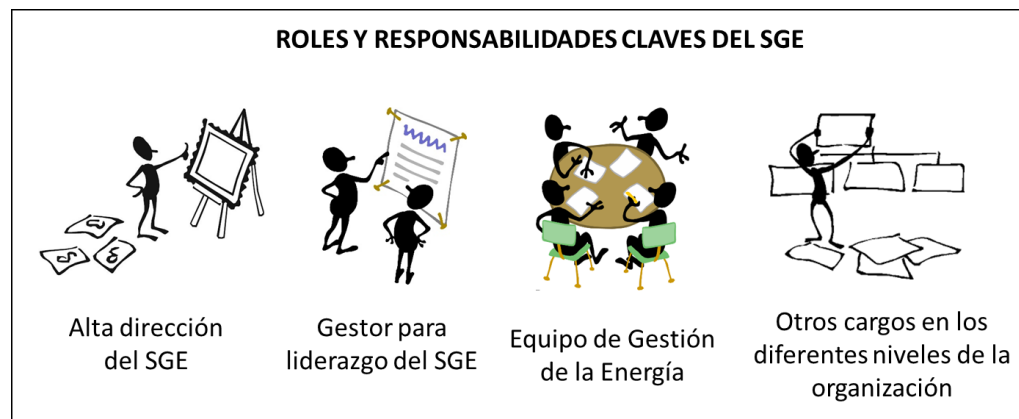 ROLES Y RESPONSABILIDADES CLAVES DEL SGE
Alta dirección
del SGE
Gestor para
liderazgo del SGE
Equipo de Gestión
de la Energía
Otros cargos en los
diferentes niveles de la
organización